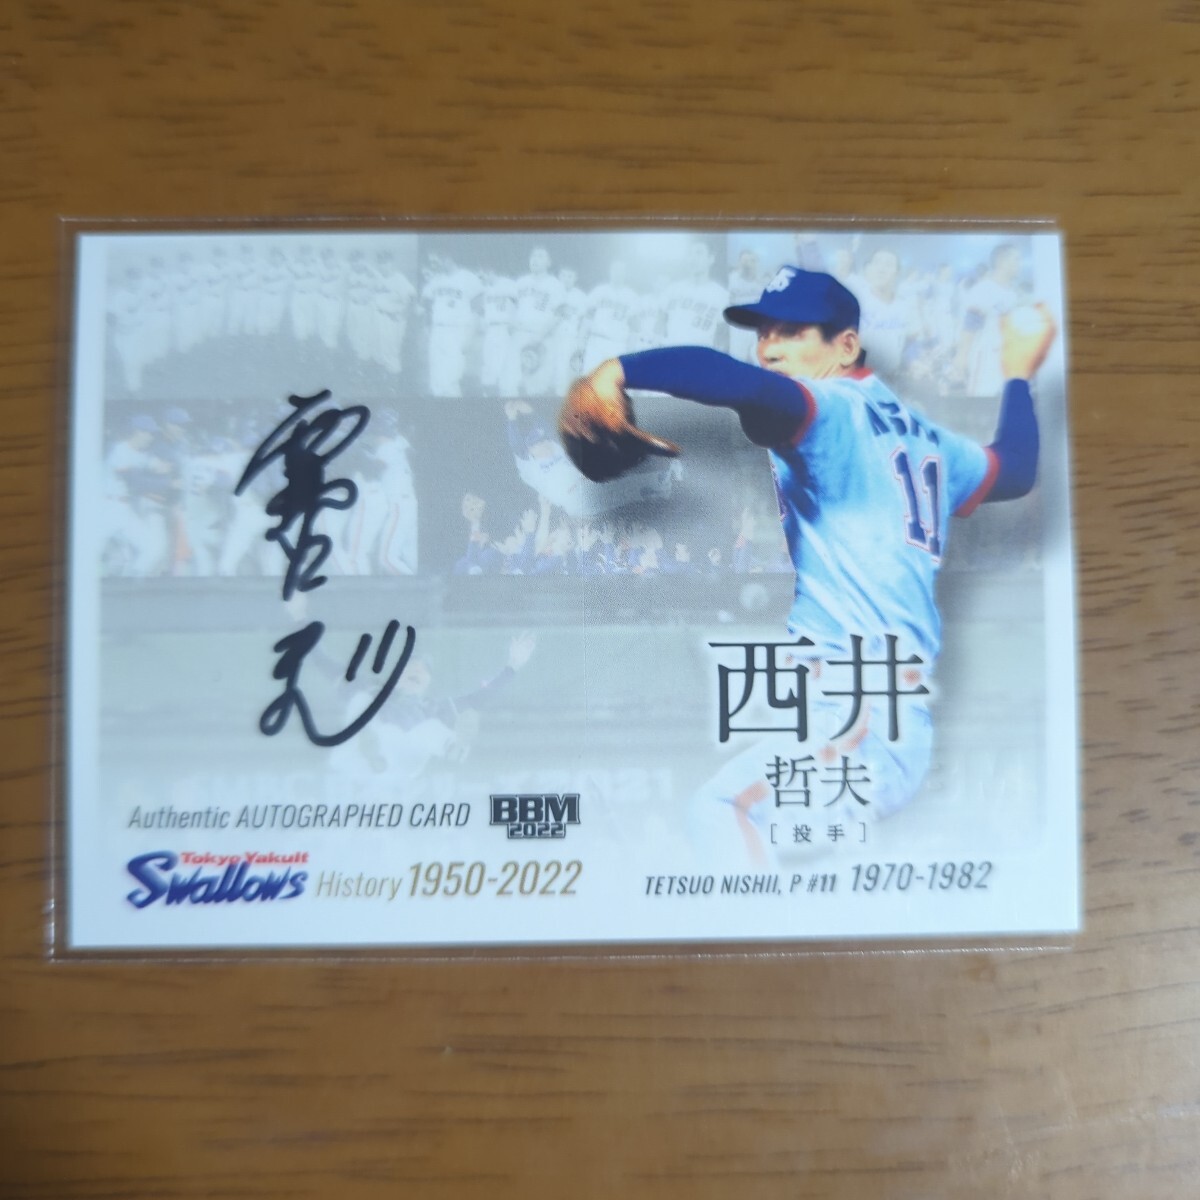 11
西井
哲夫
[投手]
Authentic AUTOGRAPHED CARD BBM 2022
Tokyo Yakult Swallows History 1950-2022
TETSUO NISHII, P #11 1970-1982